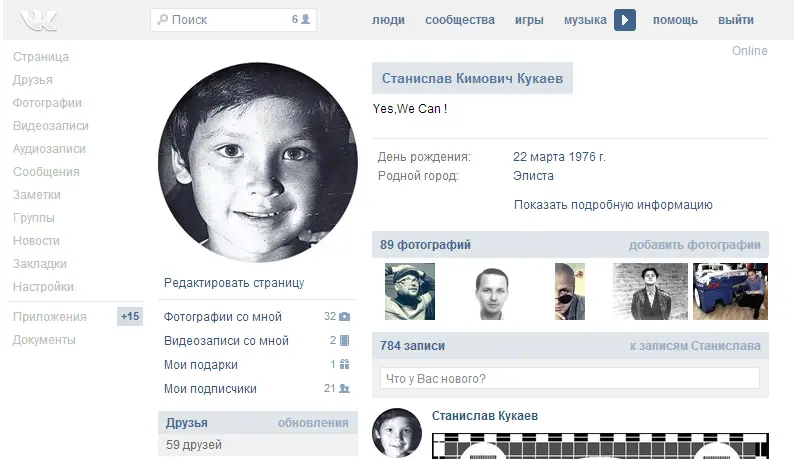 Поиск
6
люди
сообщества
игры
музыка
помощь
выйти
Online
Страница
Друзья
Фотографии
Видеозаписи
Аудиозаписи
Сообщения
Заметки
Группы
Новости
Закладки
Настройки
Приложения +15
Документы
Редактировать страницу
Фотографии со мной 32
Видеозаписи со мной 2
Мои подарки 1
Мои подписчики 21
Друзья обновления
59 друзей
Станислав Кимович Кукаев
Yes,We Can !
День рождения: 22 марта 1976 г.
Родной город: Элиста
Показать подробную информацию
89 фотографий добавить фотографии
784 записи к записям Станислава
Что у Вас нового?
Станислав Кукаев